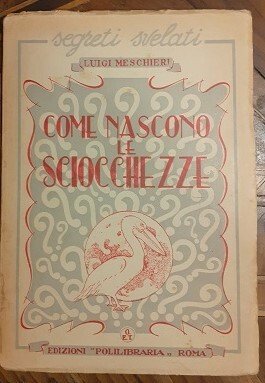 segreti svelati
LUIGI MESCHIERI
COME NASCONO
LE
SCIOCCHEZZE
EDIZIONI "POLILIBRARIA" ROMA